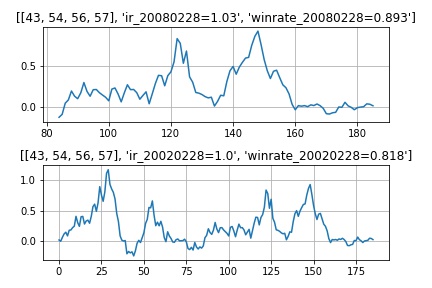 [[43, 54, 56, 57], 'ir_20080228=1.03', 'winrate_20080228=0.893']
0.5
0.0
80 100 120 140 160 180
[[43, 54, 56, 57], 'ir_20020228=1.0', 'winrate_20020228=0.818']
1.0
0.5
0.0
0 25 50 75 100 125 150 175